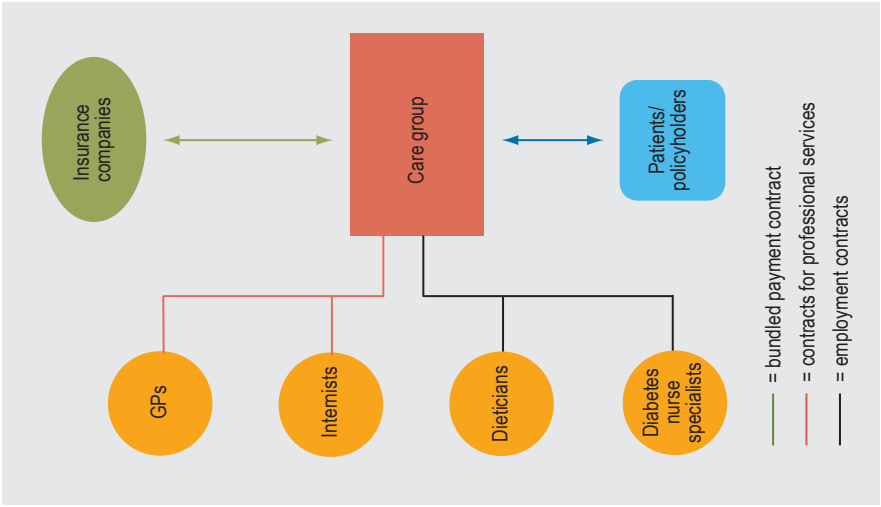 Insurance
companies
GPs
Intemists
Care group
Dieticians
Patients/
policyholders
Diabetes
nurse
specialists
= bundled payment contract
= contracts for professional services
= employment contracts